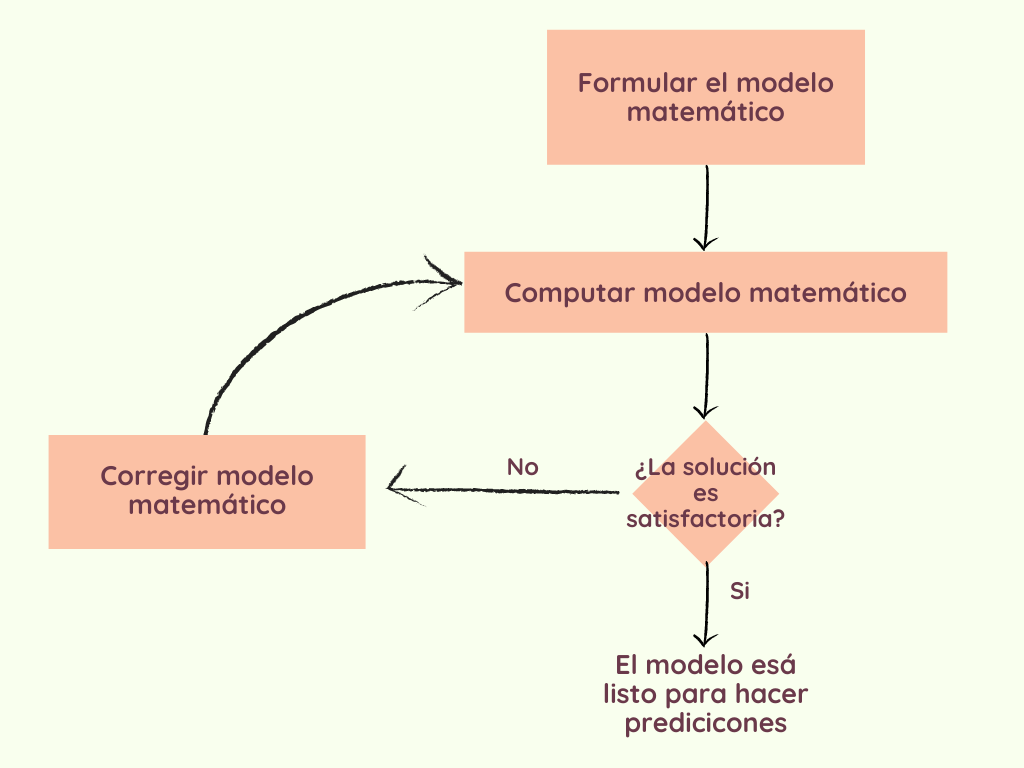 Formular el modelo
matemático
Computar modelo matemático
Corregir modelo
matemático
No
¿La solución
es
satisfactoria?
Si
El modelo esá
listo para hacer
predicicones